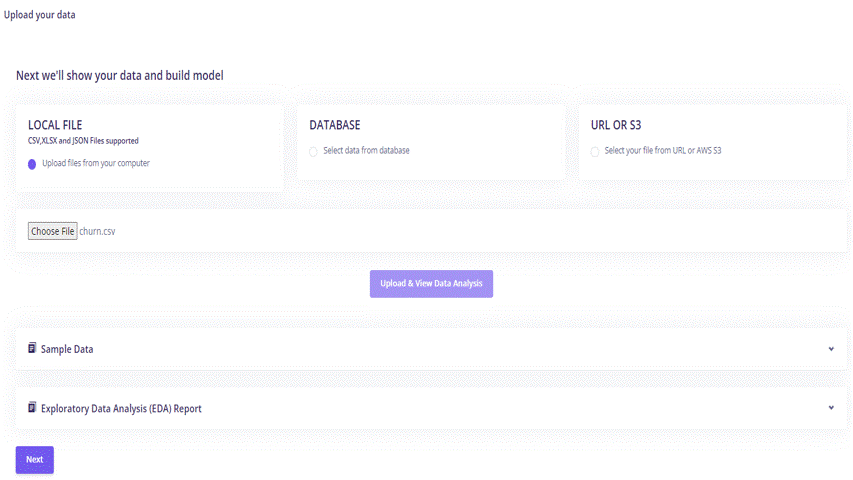 Upload your data
Next we'll show your data and build model
LOCAL FILE
CSV,XLSX and JSON Files supported
Upload files from your computer
DATABASE
Select data from database
URL OR S3
Select your file from URL or AWS S3
Choose File churn.csv
Upload & View Data Analysis
Sample Data
Exploratory Data Analysis (EDA) Report
Next